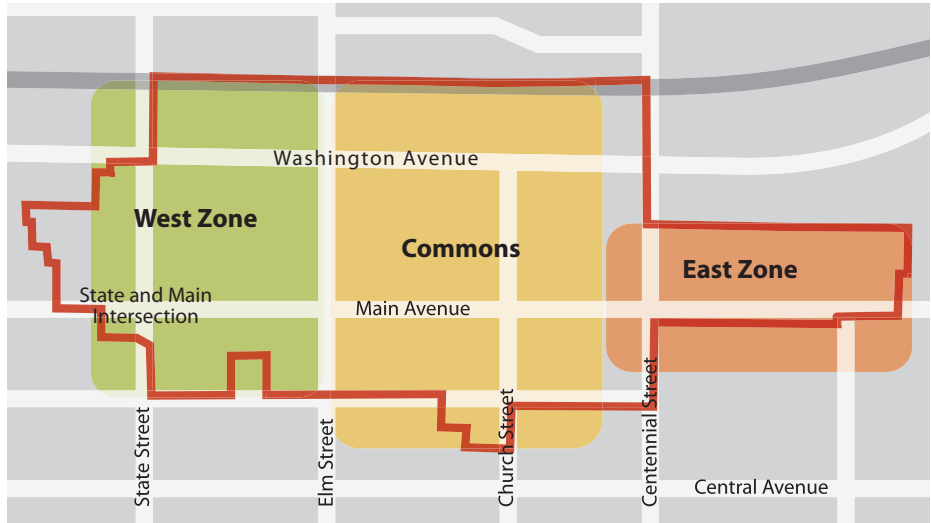 Washington Avenue
West Zone
Commons
East Zone
State and Main
Intersection
Main Avenue
State Street
Elm Street
Church Street
Centennial Street
Central Avenue